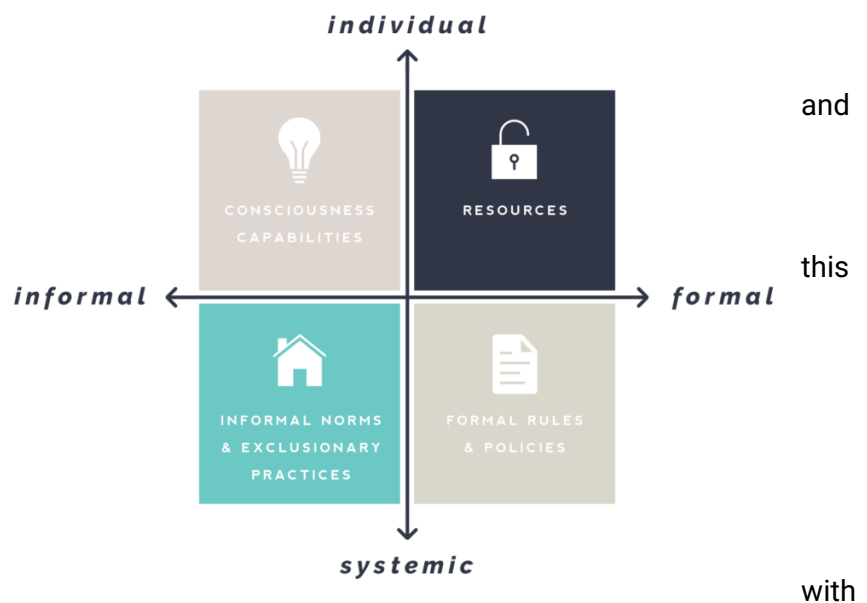 individual
and
CONSCIOUSNESS
CAPABILITIES
RESOURCES
this
informal
formal
INFORMAL NORMS
& EXCLUSIONARY
PRACTICES
FORMAL RULES
& POLICIES
systemic
with